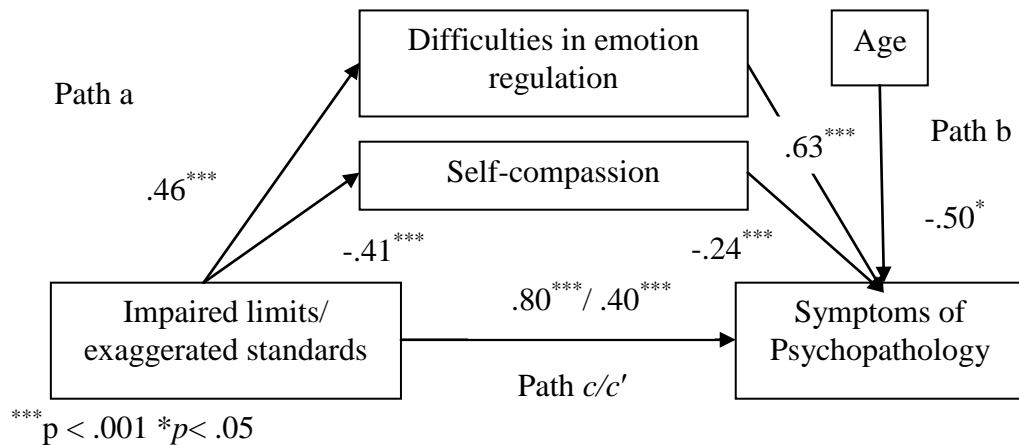 Difficulties in emotion
regulation
Age
Path a
Path b
.63***
.46***
Self-compassion
-.50*
-.41***
-.24***
.80***/ .40***
Impaired limits/
exaggerated standards
Symptoms of
Psychopathology
Path c/c′
***p < .001 *p< .05